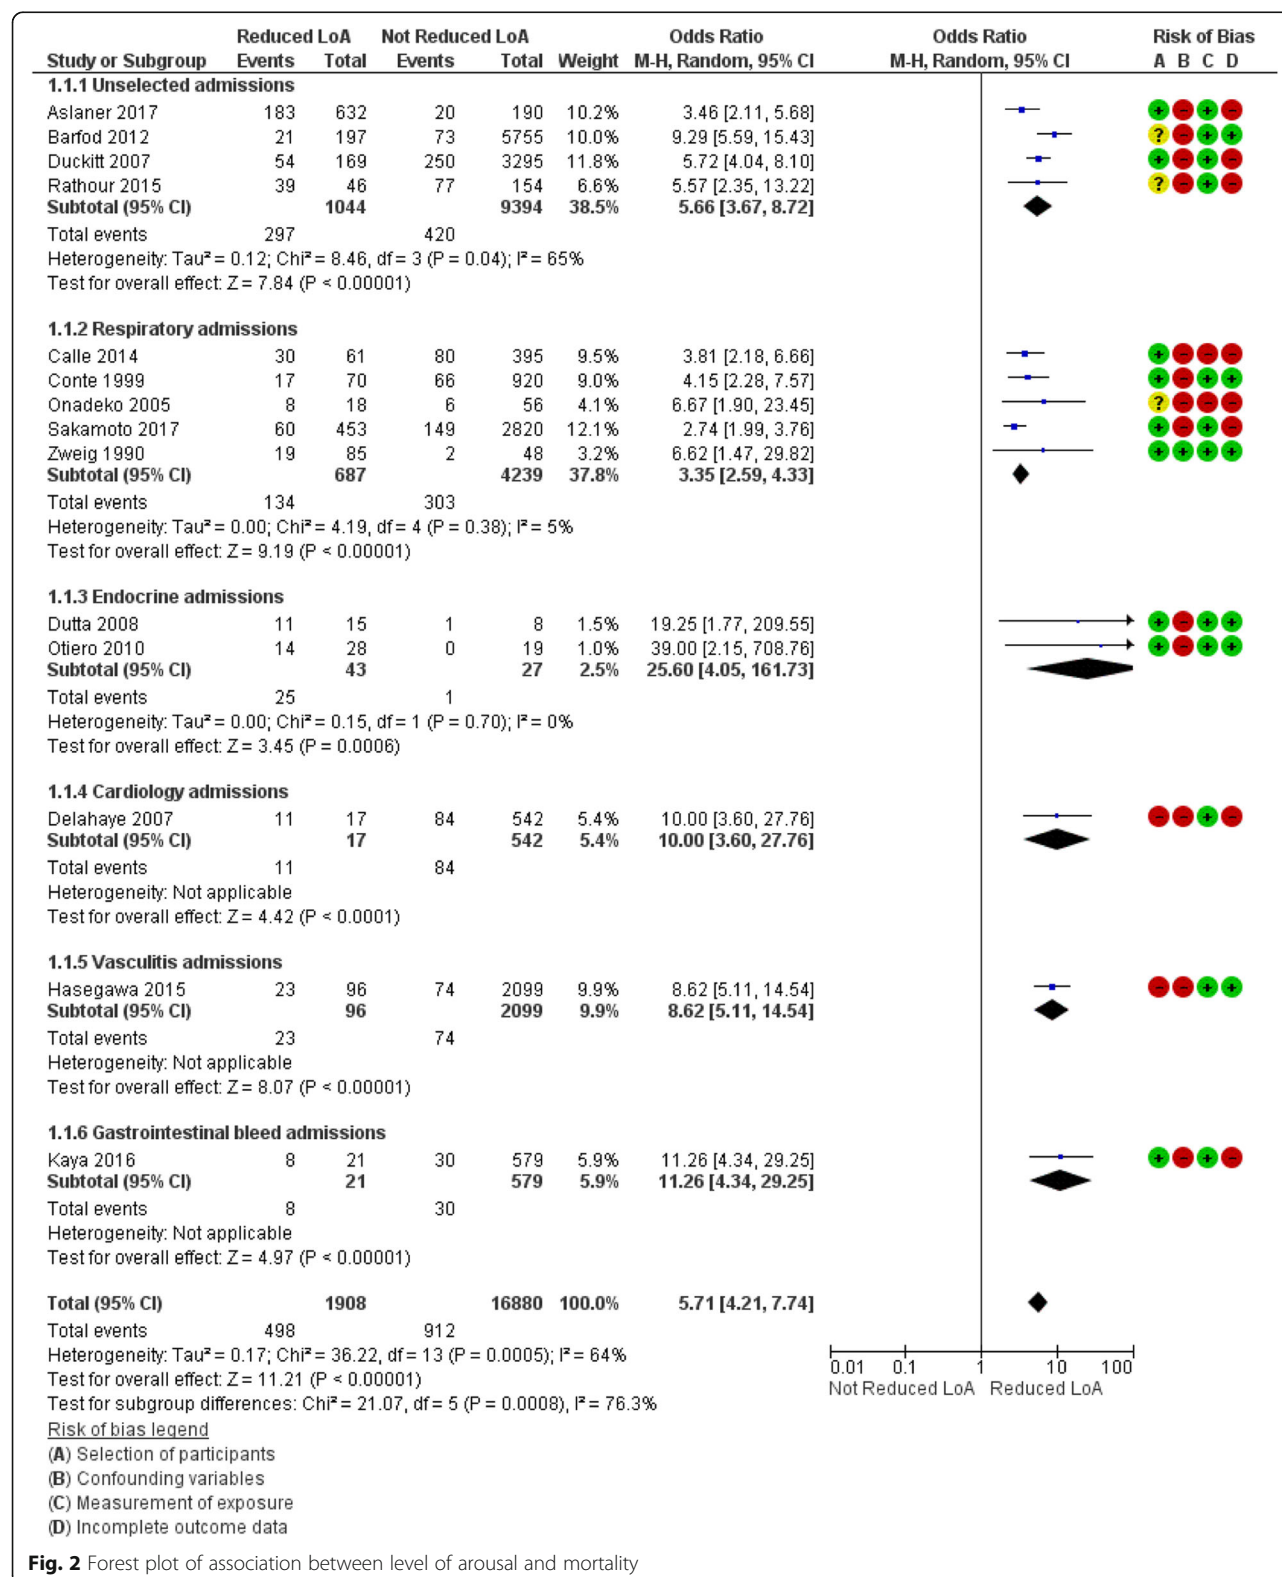 Reduced LoA Not Reduced LoA Odds Ratio Odds Ratio Risk of Bias
Study or Subgroup Events Total Events Total Weight M-H, Random, 95% CI M-H, Random, 95% CI A B C D
1.1.1 Unselected admissions
Aslaner 2017 183 632 20 190 10.2% 3.46 [2.11, 5.68] + - + -
Barfod 2012 21 197 73 5755 10.0% 9.29 [5.59, 15.43] ? - + +
Duckitt 2007 54 169 250 3295 11.8% 5.72 [4.04, 8.10] + - + -
Rathour 2015 39 46 77 154 6.6% 5.57 [2.35, 13.22] ? - + -
Subtotal (95% CI) 1044 9394 38.5% 5.66 [3.67, 8.72]
Total events 297 420
Heterogeneity: Tau² = 0.12; Chi² = 8.46, df = 3 (P = 0.04); I² = 65%
Test for overall effect: Z = 7.84 (P < 0.00001)
1.1.2 Respiratory admissions
Calle 2014 30 61 80 395 9.5% 3.81 [2.18, 6.66] + - - -
Conte 1999 17 70 66 920 9.0% 4.15 [2.28, 7.57] + - + +
Onadeko 2005 8 18 6 56 4.1% 6.67 [1.90, 23.45] ? - - -
Sakamoto 2017 60 453 149 2820 12.1% 2.74 [1.99, 3.76] + - + -
Zweig 1990 19 85 2 48 3.2% 6.62 [1.47, 29.82] + + + +
Subtotal (95% CI) 687 4239 37.8% 3.35 [2.59, 4.33]
Total events 134 303
Heterogeneity: Tau² = 0.00; Chi² = 4.19, df = 4 (P = 0.38); I² = 5%
Test for overall effect: Z = 9.19 (P < 0.00001)
1.1.3 Endocrine admissions
Dutta 2008 11 15 1 8 1.5% 19.25 [1.77, 209.55] + - + +
Otiero 2010 14 28 0 19 1.0% 39.00 [2.15, 708.76] + - + +
Subtotal (95% CI) 43 27 2.5% 25.60 [4.05, 161.73]
Total events 25 1
Heterogeneity: Tau² = 0.00; Chi² = 0.15, df = 1 (P = 0.70); I² = 0%
Test for overall effect: Z = 3.45 (P = 0.0006)
1.1.4 Cardiology admissions
Delahaye 2007 11 17 84 542 5.4% 10.00 [3.60, 27.76] - - + -
Subtotal (95% CI) 17 542 5.4% 10.00 [3.60, 27.76]
Total events 11 84
Heterogeneity: Not applicable
Test for overall effect: Z = 4.42 (P < 0.0001)
1.1.5 Vasculitis admissions
Hasegawa 2015 23 96 74 2099 9.9% 8.62 [5.11, 14.54] - - + +
Subtotal (95% CI) 96 2099 9.9% 8.62 [5.11, 14.54]
Total events 23 74
Heterogeneity: Not applicable
Test for overall effect: Z = 8.07 (P < 0.00001)
1.1.6 Gastrointestinal bleed admissions
Kaya 2016 8 21 30 579 5.9% 11.26 [4.34, 29.25] + - + -
Subtotal (95% CI) 21 579 5.9% 11.26 [4.34, 29.25]
Total events 8 30
Heterogeneity: Not applicable
Test for overall effect: Z = 4.97 (P < 0.00001)
Total (95% CI) 1908 16880 100.0% 5.71 [4.21, 7.74]
Total events 498 912
Heterogeneity: Tau² = 0.17; Chi² = 36.22, df = 13 (P = 0.0005); I² = 64%
Test for overall effect: Z = 11.21 (P < 0.00001)
Test for subgroup differences: Chi² = 21.07, df = 5 (P = 0.0008), I² = 76.3%
0.01 0.1 1 10 100
Not Reduced LoA Reduced LoA
Risk of bias legend
(A) Selection of participants
(B) Confounding variables
(C) Measurement of exposure
(D) Incomplete outcome data
Fig. 2 Forest plot of association between level of arousal and mortality